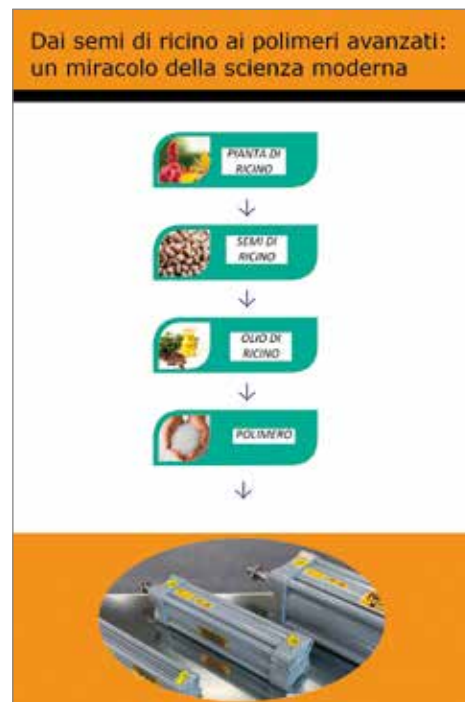 Dai semi di ricino ai polimeri avanzati:
un miracolo della scienza moderna
PIANTA DI
RICINO
SEMI DI
RICINO
OLIO DI
RICINO
POLIMERO